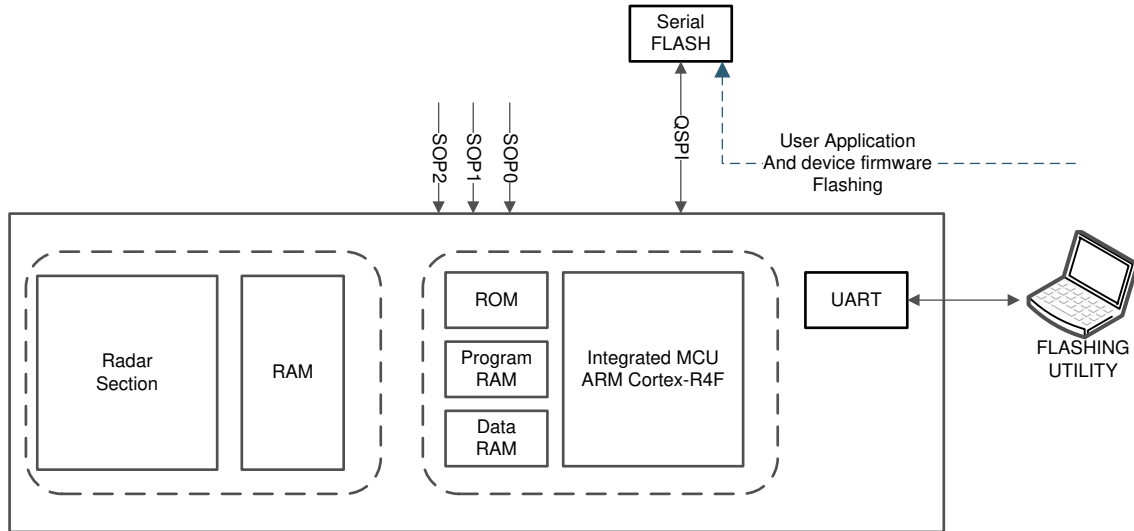 Serial
FLASH
SOP2
SOP1
SOP0
QSPI
User Application
And device firmware
Flashing
Radar
Section
RAM
ROM
Program
RAM
Data
RAM
Integrated MCU
ARM Cortex-R4F
UART
FLASHING
UTILITY